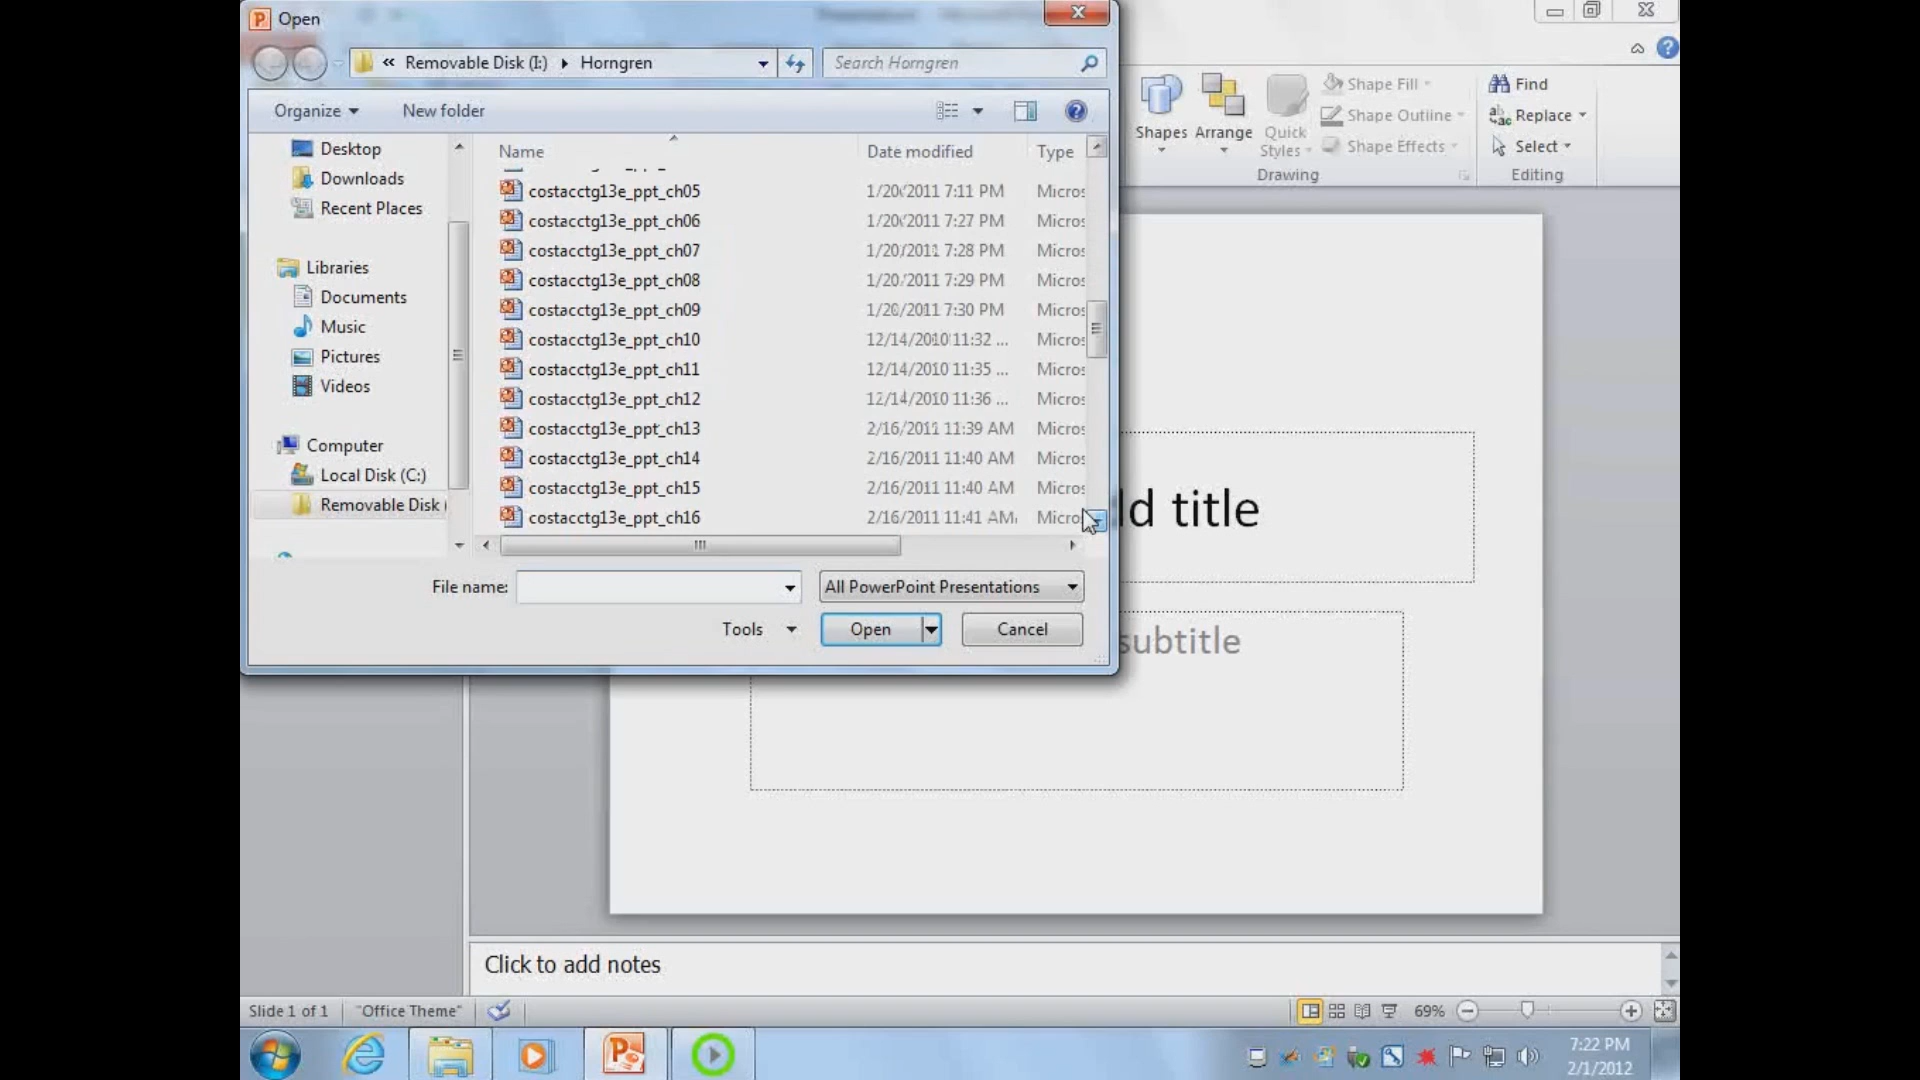 Open
« Removable Disk (I:) Horngren
Search Horngren
Organize New folder
Name Date modified Type
Desktop
Downloads
Recent Places
Libraries
Documents
Music
Pictures
Videos
Computer
Local Disk (C:)
Removable Disk (
costacctg13e_ppt_ch05 1/20/2011 7:11 PM Micros
costacctg13e_ppt_ch06 1/20/2011 7:27 PM Micros
costacctg13e_ppt_ch07 1/20/2011 7:28 PM Micros
costacctg13e_ppt_ch08 1/20/2011 7:29 PM Micros
costacctg13e_ppt_ch09 1/20/2011 7:30 PM Micros
costacctg13e_ppt_ch10 12/14/2010 11:32 ... Micros
costacctg13e_ppt_ch11 12/14/2010 11:35 ... Micros
costacctg13e_ppt_ch12 12/14/2010 11:36 ... Micros
costacctg13e_ppt_ch13 2/16/2011 11:39 AM Micros
costacctg13e_ppt_ch14 2/16/2011 11:40 AM Micros
costacctg13e_ppt_ch15 2/16/2011 11:40 AM Micros
costacctg13e_ppt_ch16 2/16/2011 11:41 AM Micro
File name: All PowerPoint Presentations
Tools Open Cancel
Shapes Arrange Quick Styles
Shape Fill
Shape Outline
Shape Effects
Drawing
Find
Replace
Select
Editing
ld title
subtitle
Click to add notes
Slide 1 of 1 "Office Theme" 69%
7:22 PM
2/1/2012